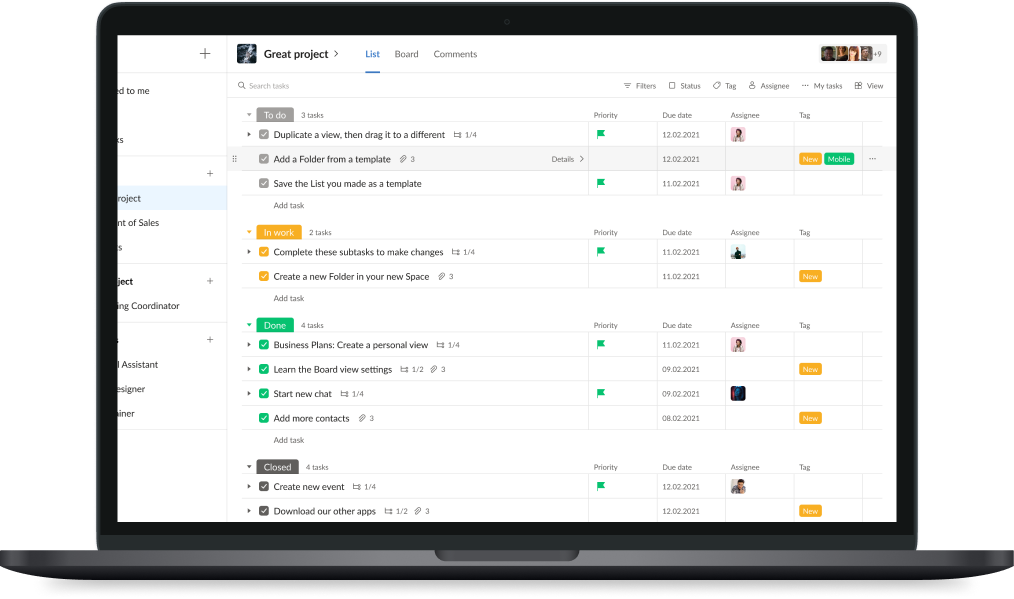 Great project List Board Comments +9
Search tasks Filters Status Tag Assignee My tasks View
ed to me
ks
roject
nt of Sales
s
ject
ing Coordinator
s
l Assistant
esigner
ainer
To do 3 tasks Priority Due date Assignee Tag
Duplicate a view, then drag it to a different 1/4 12.02.2021
Add a Folder from a template 3 Details 12.02.2021 New Mobile
Save the List you made as a template 11.02.2021
Add task
In work 2 tasks Priority Due date Assignee Tag
Complete these subtasks to make changes 1/4 11.02.2021
Create a new Folder in your new Space 3 11.02.2021 New
Add task
Done 4 tasks Priority Due date Assignee Tag
Business Plans: Create a personal view 1/4 11.02.2021
Learn the Board view settings 1/2 3 09.02.2021 New
Start new chat 1/4 09.02.2021
Add more contacts 3 08.02.2021 New
Add task
Closed 4 tasks Priority Due date Assignee Tag
Create new event 1/4 12.02.2021
Download our other apps 1/2 3 12.02.2021 New